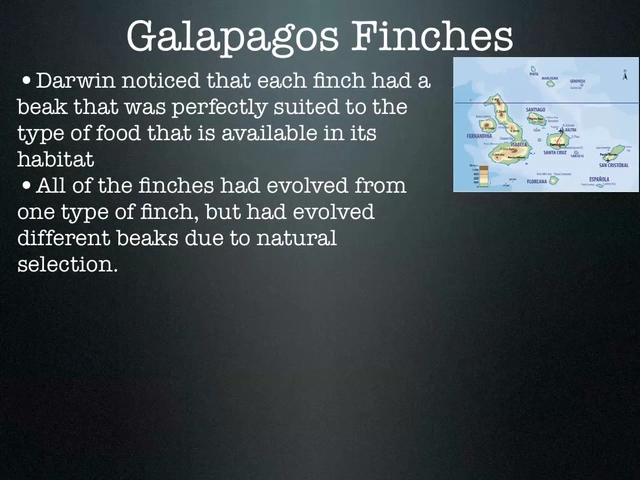 Galapagos Finches
•Darwin noticed that each finch had a
beak that was perfectly suited to the
type of food that is available in its
habitat
•All of the finches had evolved from
one type of finch, but had evolved
different beaks due to natural
selection.
SANTIAGO
FERNANDINA
ISABELA
SANTA CRUZ
SAN CRISTÓBAL
FLOREANA
ESPAÑOLA